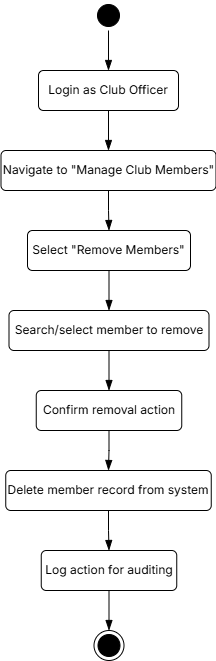 Login as Club Officer
Navigate to "Manage Club Members"
Select "Remove Members"
Search/select member to remove
Confirm removal action
Delete member record from system
Log action for auditing